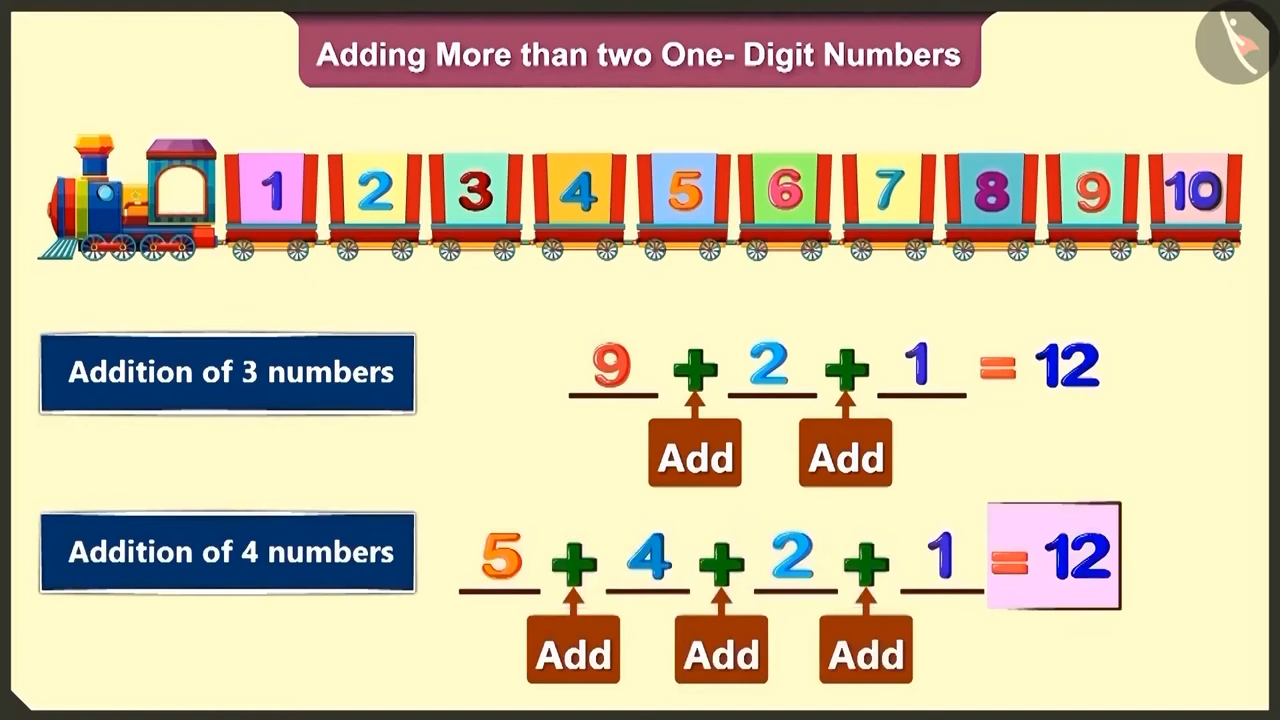 Adding More than two One- Digit Numbers
1 2 3 4 5 6 7 8 9 10
Addition of 3 numbers
9 + 2 + 1 = 12
Add Add
Addition of 4 numbers
5 + 4 + 2 + 1 = 12
Add Add Add